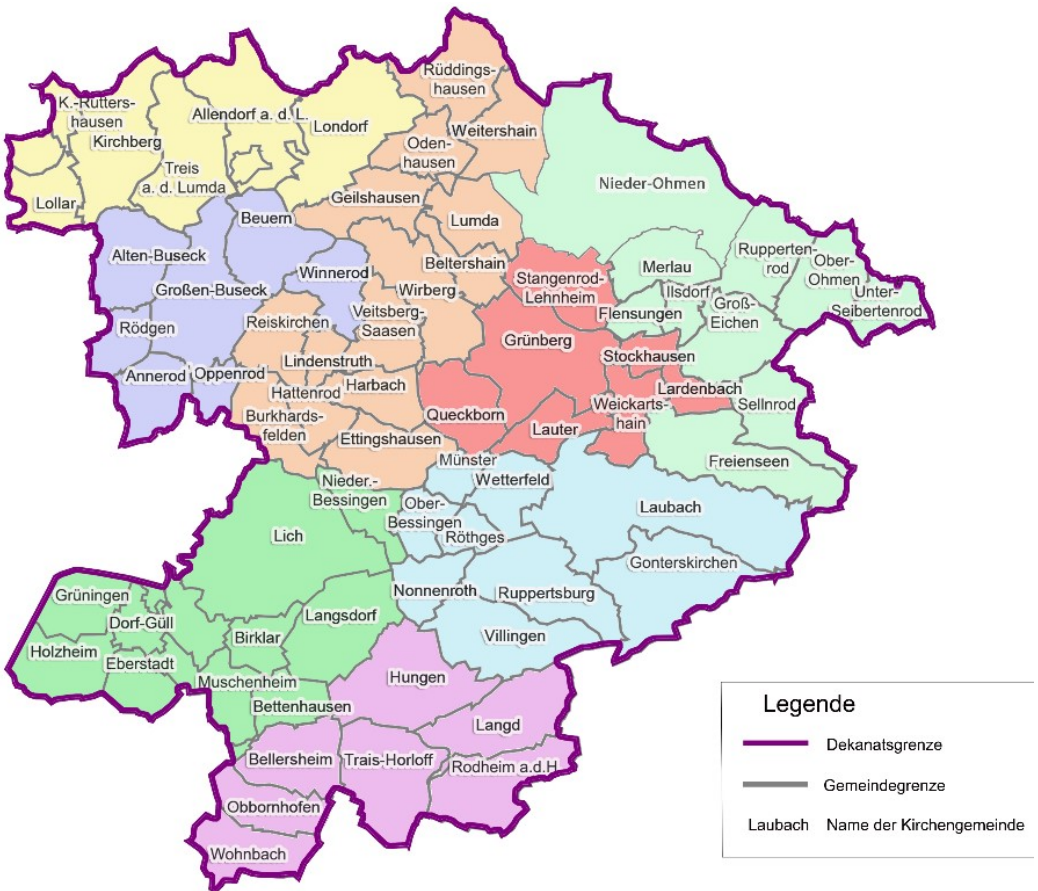 Rüddings-
hausen
K.-Rutters-
hausen
Kirchberg
Allendorf a. d. L.
Londorf
Weitershain
Oden-
hausen
Treis
a. d. Lumda
Lollar
Geilshausen
Nieder-Ohmen
Beuern
Lumda
Alten-Buseck
Winnerod
Beltershain
Merlau
Rupperten-
rod
Ober-
Ohmen
Großen-Buseck
Wirberg
Stangenrod-
Lehnheim
Ilsdorf
Groß-
Eichen
Unter-
Seibertenrod
Rödgen
Reiskirchen
Veitsberg-
Saasen
Flensungen
Grünberg
Lindenstruth
Stockhausen
Annerod
Oppenrod
Hattenrod
Harbach
Lardenbach
Burkhards-
felden
Queckborn
Weickarts-
hain
Sellnrod
Ettingshausen
Lauter
Münster
Freienseen
Nieder.-
Bessingen
Wetterfeld
Ober-
Bessingen
Laubach
Lich
Röthges
Gonterskirchen
Nonnenroth
Ruppertsburg
Grüningen
Dorf-Güll
Langsdorf
Birklar
Villingen
Holzheim
Eberstadt
Muschenheim
Hungen
Bettenhausen
Langd
Bellersheim
Trais-Horloff
Rodheim a.d.H.
Obbornhofen
Wohnbach
Legende
Dekanatsgrenze
Gemeindegrenze
Laubach Name der Kirchengemeinde